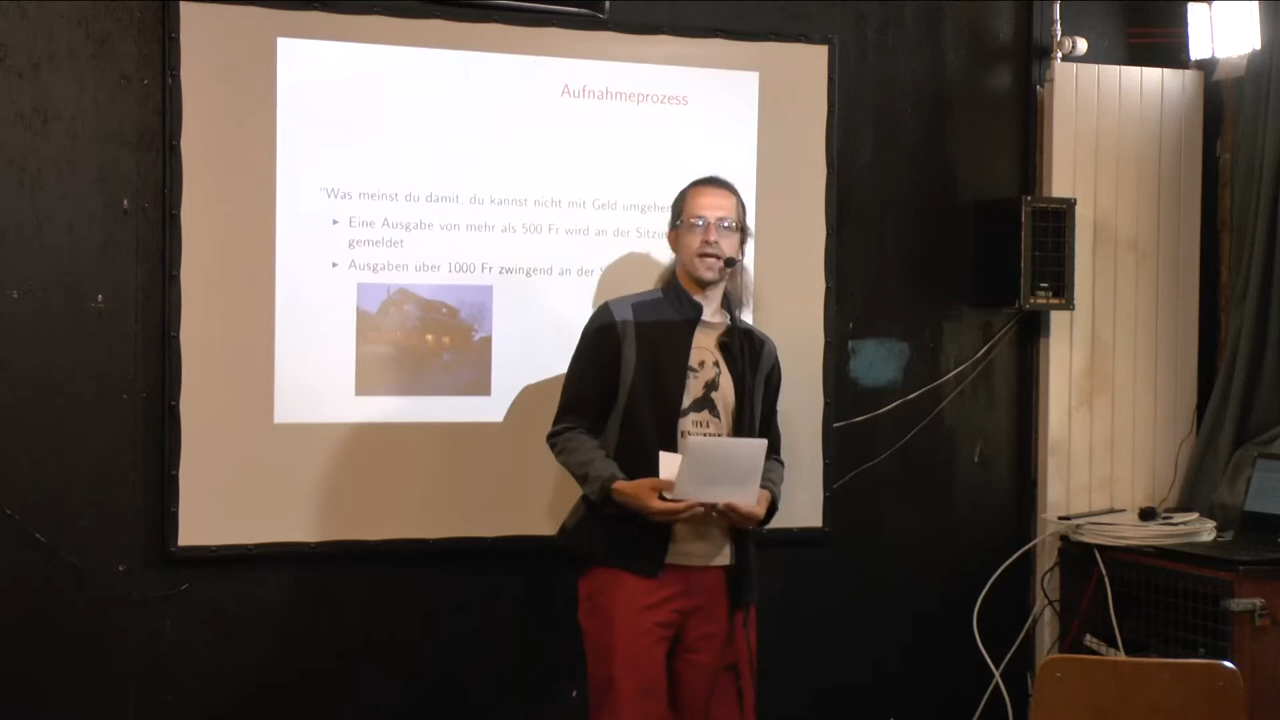 Aufnahmeprozess
"Was meinst du damit, du kannst nicht mit Geld umgehen
▶ Eine Ausgabe von mehr als 500 Fr wird an der
gemeldet
▶ Ausgaben über 1000 Fr zwingend an der
VIVA